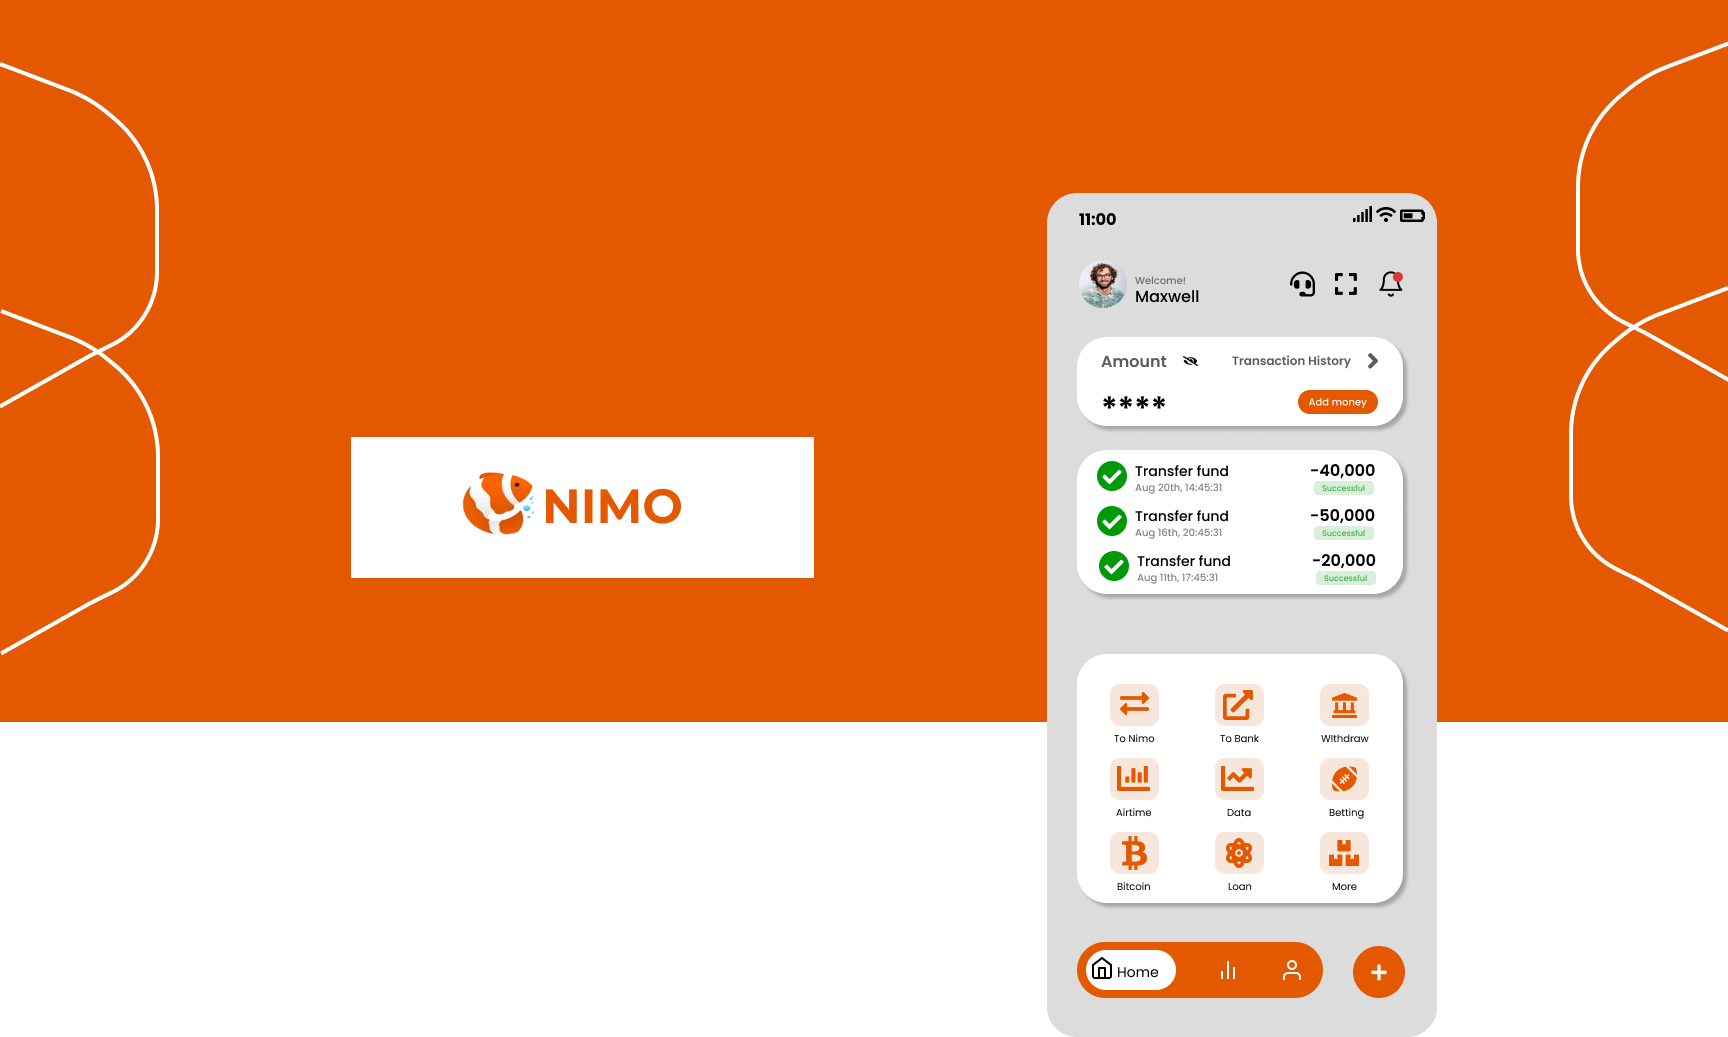 NIMO
11:00
Welcome!
Maxwell
Amount Transaction History
**** Add money
Transfer fund -40,000
Aug 20th, 14:45:31 Successful
Transfer fund -50,000
Aug 16th, 20:45:31 Successful
Transfer fund -20,000
Aug 11th, 17:45:31 Successful
To Nimo To Bank WIthdraw
Airtime Data Betting
Bitcoin Loan More
Home